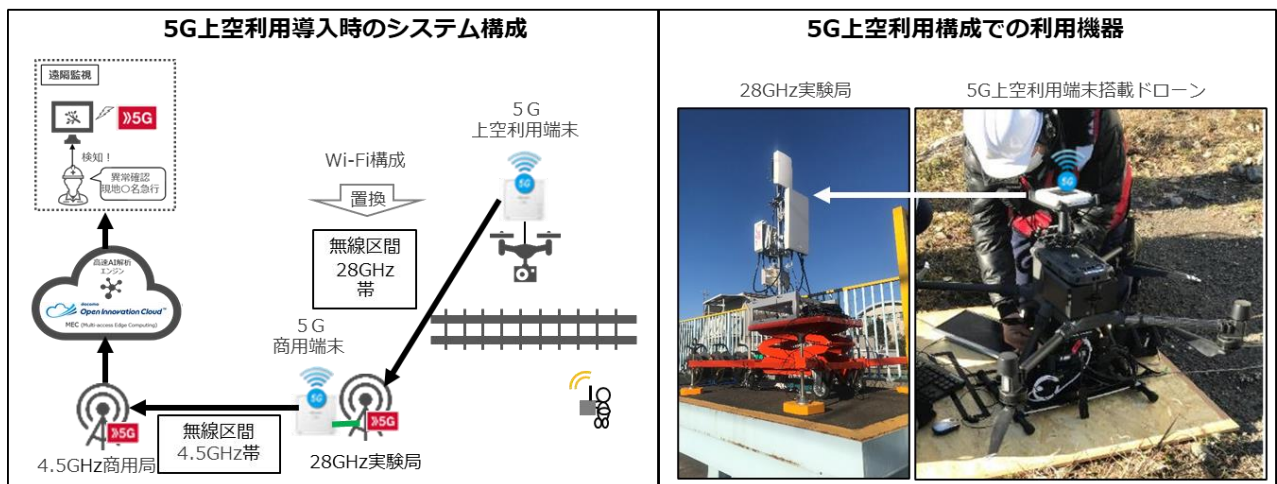 5G上空利用導入時のシステム構成
遠隔監視
5G
検知！
異常確認
現地〇名急行
高速AI解析
エンジン
docomo
Open Innovation Cloud™
MEC (Multi-access Edge Computing)
5G
4.5GHz商用局
無線区間
4.5GHz帯
5Ｇ
商用端末
5G
5G
28GHz実験局
Wi-Fi構成
置換
無線区間
28GHz
帯
5Ｇ
上空利用端末
5G
5G上空利用構成での利用機器
28GHz実験局
5G上空利用端末搭載ドローン
5G